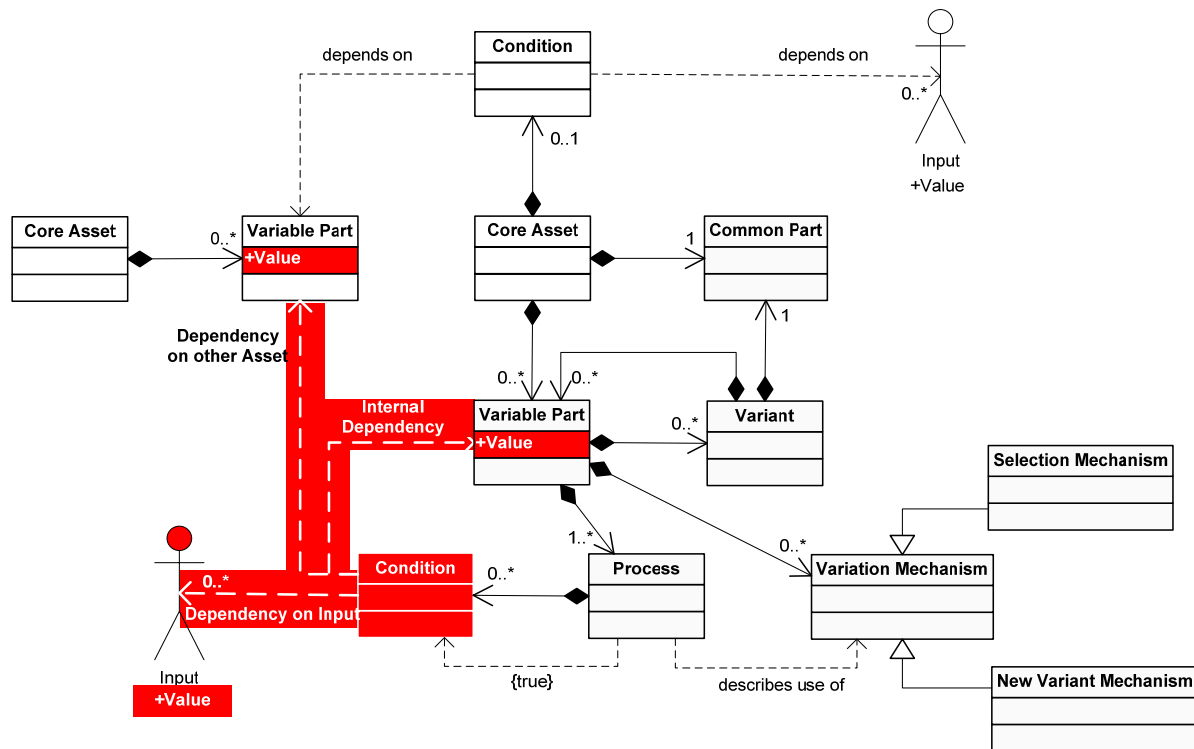 Condition
depends on
depends on
0..*
0..1
Input
+Value
Core Asset
0..*
Variable Part
+Value
Core Asset
1
Common Part
1
Dependency
on other Asset
0..*
0..*
Internal
Dependency
Variable Part
+Value
0..*
Variant
Selection Mechanism
1..*
0..*
0..*
Condition
0..*
Process
Variation Mechanism
Dependency on Input
Input
+Value
{true}
describes use of
New Variant Mechanism